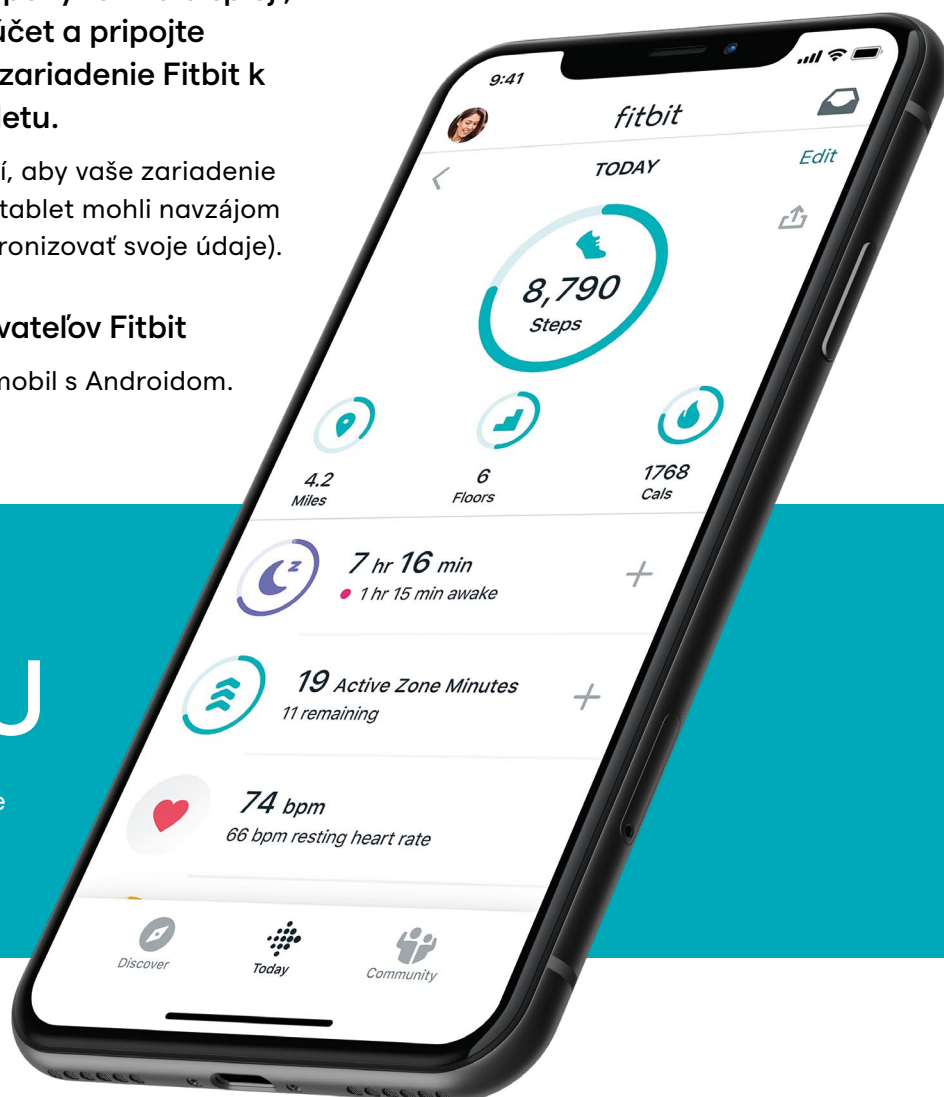 účet a pripojte
zariadenie Fitbit k
letu.
í, aby vaše zariadenie
tablet mohli navzájom
ronizovať svoje údaje).
vateľov Fitbit
mobil s Androidom.
9:41
fitbit
TODAY
Edit
8,790
Steps
4.2
Miles
6
Floors
1768
Cals
7 hr 16 min
1 hr 15 min awake
19 Active Zone Minutes
11 remaining
U
e
74 bpm
66 bpm resting heart rate
Discover
Today
Community